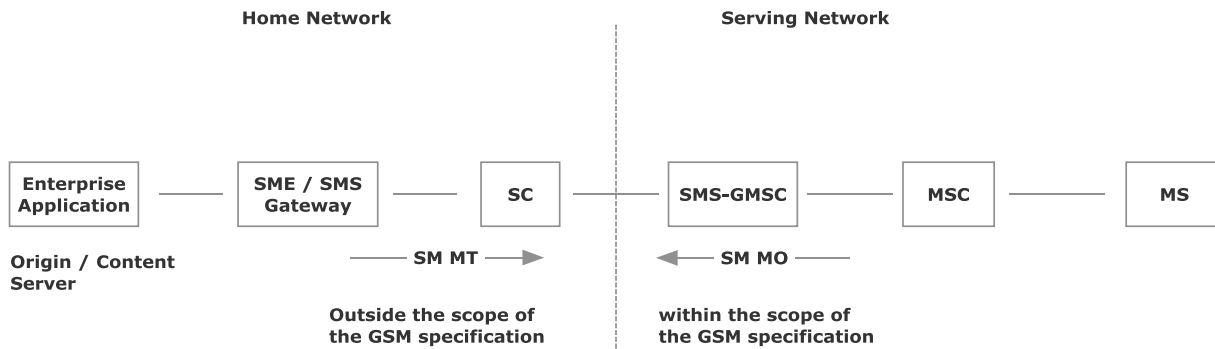 Home Network
Serving Network
Enterprise
Application
SME / SMS
Gateway
SC
SMS-GMSC
MSC
MS
Origin / Content
Server
SM MT
SM MO
Outside the scope of
the GSM specification
within the scope of
the GSM specification